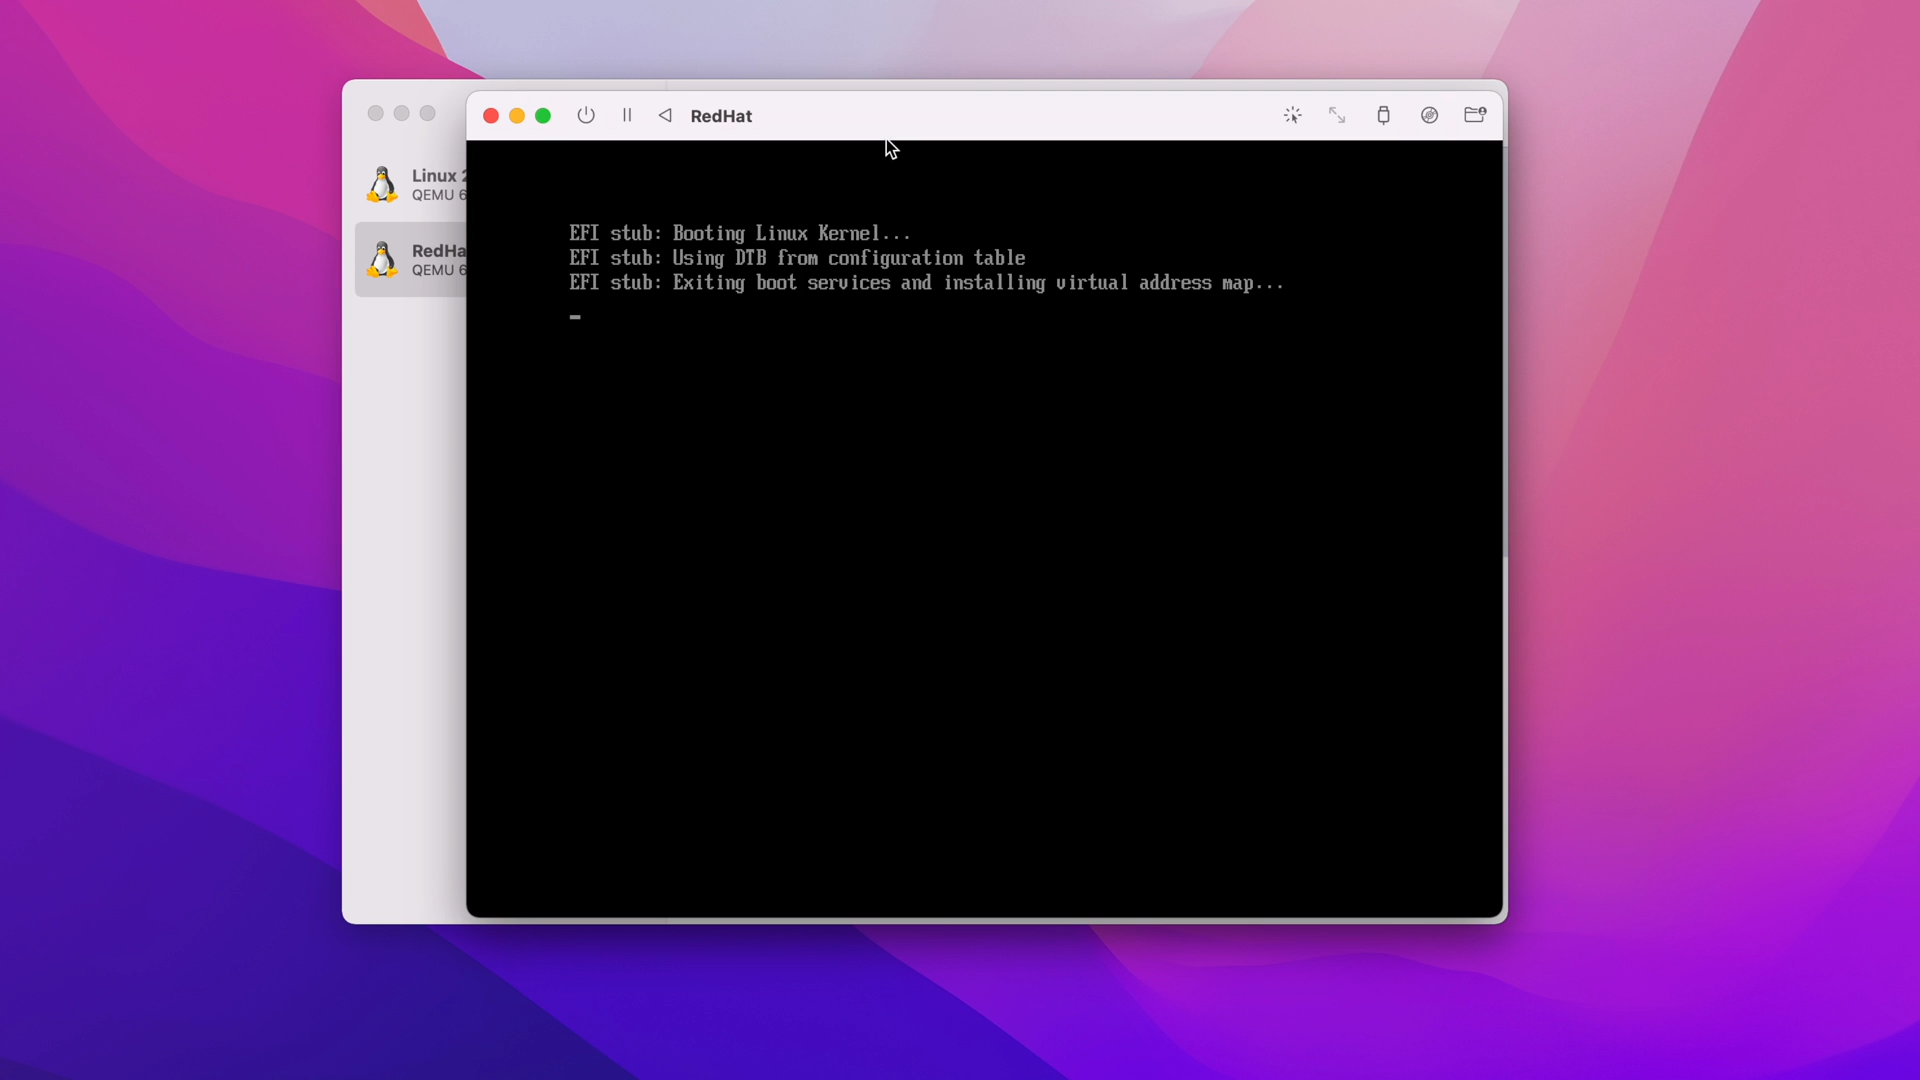 RedHat
Linux
QEMU 6
RedHa
QEMU 6
EFI stub: Booting Linux Kernel...
EFI stub: Using DTB from configuration table
EFI stub: Exiting boot services and installing virtual address map...